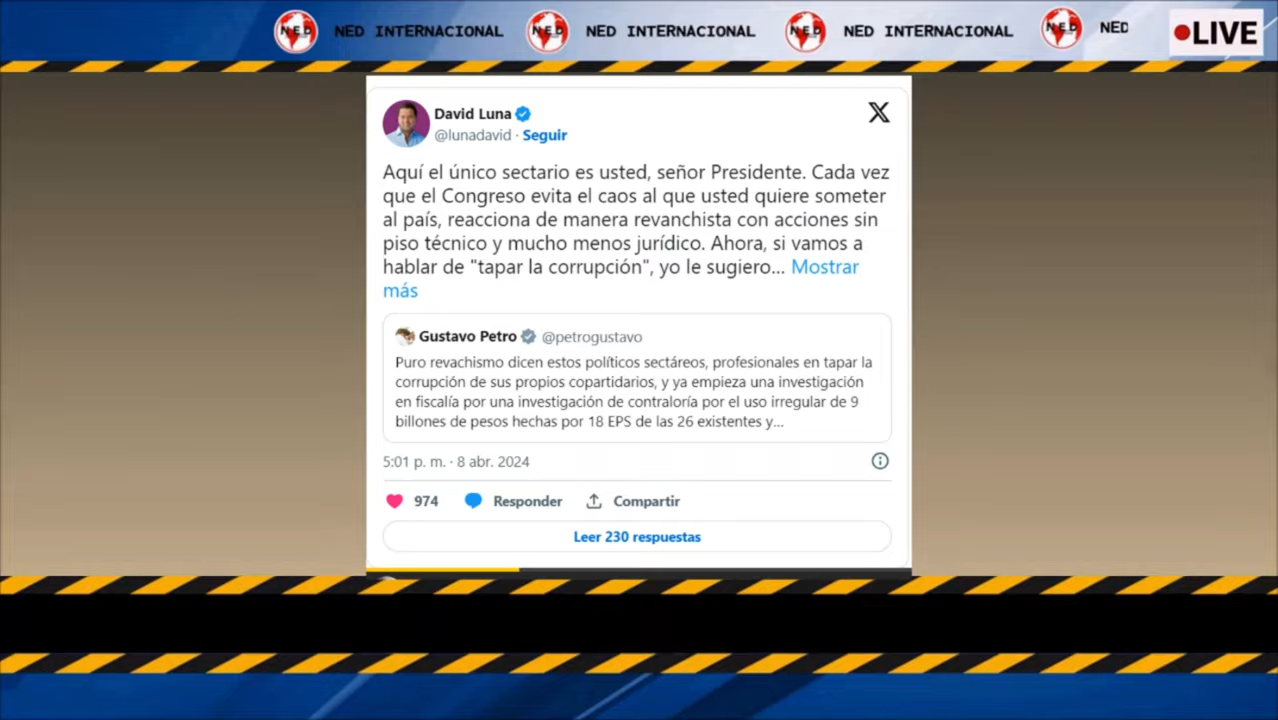 NED NED INTERNACIONAL NED NED INTERNACIONAL NED NED INTERNACIONAL NED NED
LIVE
David Luna
@lunadavid · Seguir
X
Aquí el único sectario es usted, señor Presidente. Cada vez
que el Congreso evita el caos al que usted quiere someter
al país, reacciona de manera revanchista con acciones sin
piso técnico y mucho menos jurídico. Ahora, si vamos a
hablar de "tapar la corrupción", yo le sugiero... Mostrar
más
Gustavo Petro @petrogustavo
Puro revachismo dicen estos políticos sectáreos, profesionales en tapar la
corrupción de sus propios copartidarios, y ya empieza una investigación
en fiscalía por una investigación de contraloría por el uso irregular de 9
billones de pesos hechas por 18 EPS de las 26 existentes y...
5:01 p. m. · 8 abr. 2024
974 Responder Compartir
Leer 230 respuestas